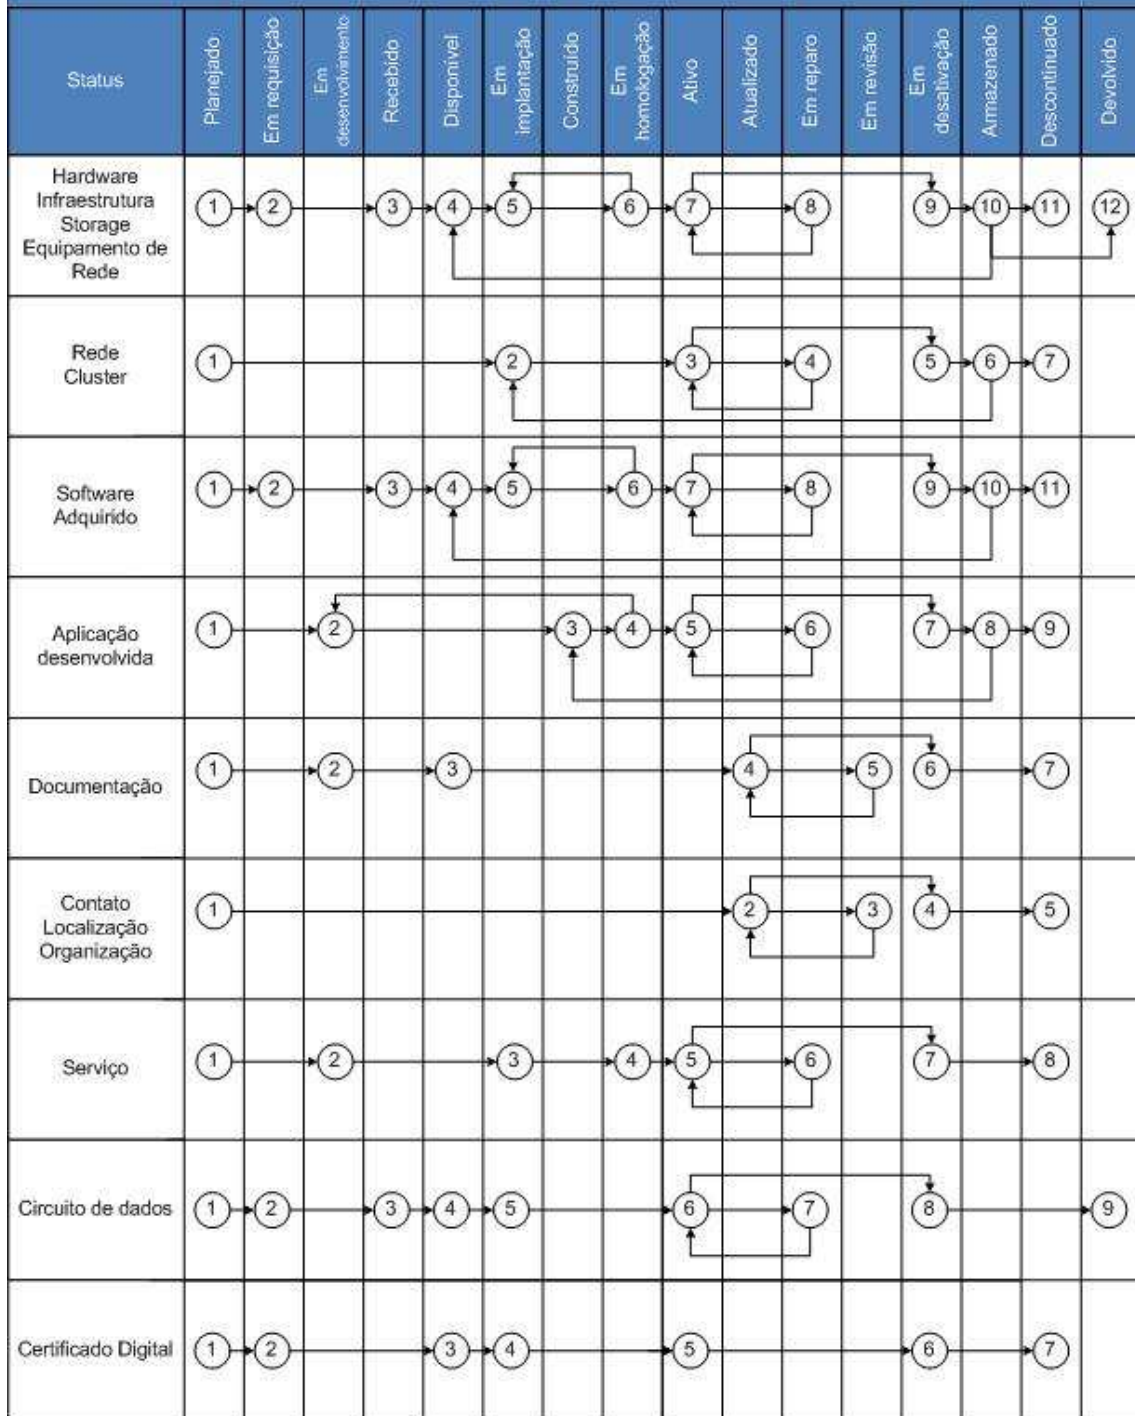 Status
Planejado
Em requisição
Em
desenvolvimento
Recebido
Disponível
Em
implantação
Construído
Em
homologação
Ativo
Atualizado
Em reparo
Em revisão
Em
desativação
Armazenado
Descontinuado
Devolvido
Hardware
Infraestrutura
Storage
Equipamento de
Rede
1 2 3 4 5 6 7 8 9 10 11 12
Rede
Cluster
1 2 3 4 5 6 7
Software
Adquirido
1 2 3 4 5 6 7 8 9 10 11
Aplicação
desenvolvida
1 2 3 4 5 6 7 8 9
Documentação
1 2 3 4 5 6 7
Contato
Localização
Organização
1 2 3 4 5
Serviço
1 2 3 4 5 6 7 8
Circuito de dados
1 2 3 4 5 6 7 8 9
Certificado Digital
1 2 3 4 5 6 7